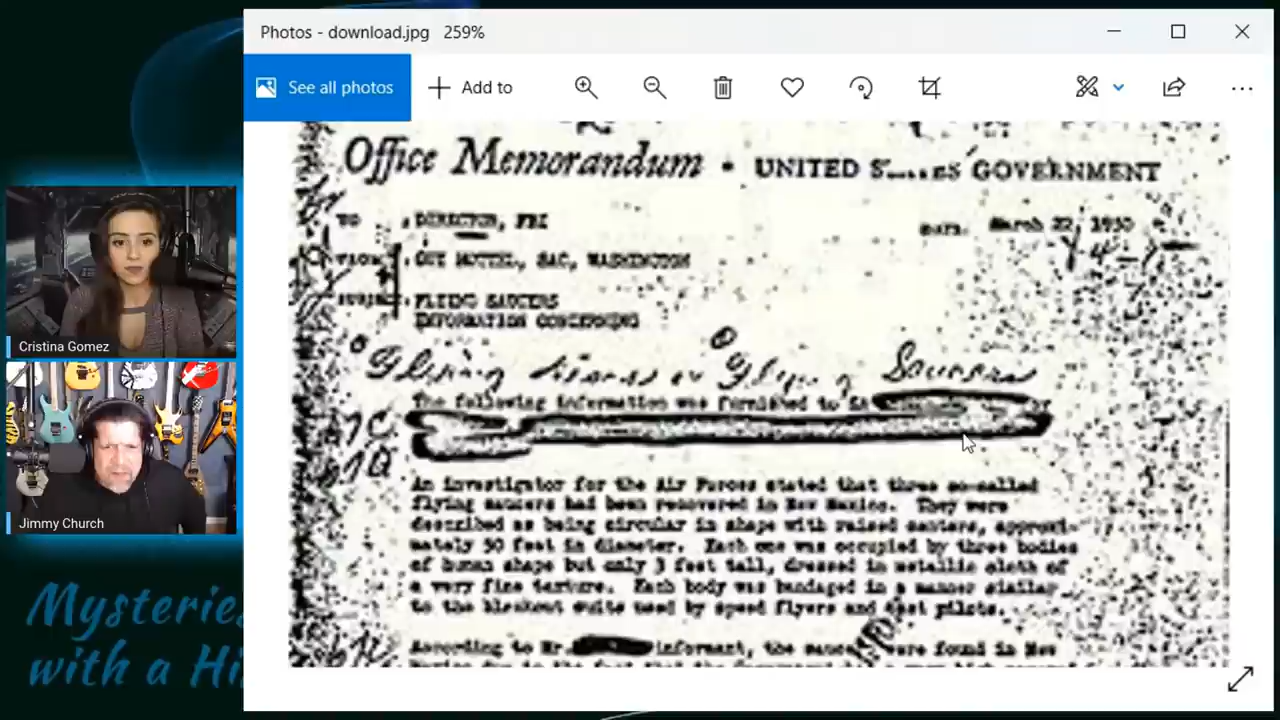 Photos - download.jpg 259%
See all photos
Add to
Office Memorandum • UNITED STATES GOVERNMENT
TO : DIRECTOR, FBI
DATE: March 22, 1950
FROM : GUY HOTTEL, SAC, WASHINGTON
SUBJECT: FLYING SAUCERS
INFORMATION CONCERNING
Flying or Flying Saucers
The following information was furnished to SA
An investigator for the Air Forces stated that three so-called
flying saucers had been recovered in New Mexico. They were
described as being circular in shape with raised centers, approxi-
mately 50 feet in diameter. Each one was occupied by three bodies
of human shape but only 3 feet tall, dressed in metallic cloth of
a very fine texture. Each body was bandaged in a manner similar
to the blackout suits used by speed flyers and test pilots.
According to Mr. informant, the saucers were found in New
Cristina Gomez
Jimmy Church
Mysterie
with a Hi